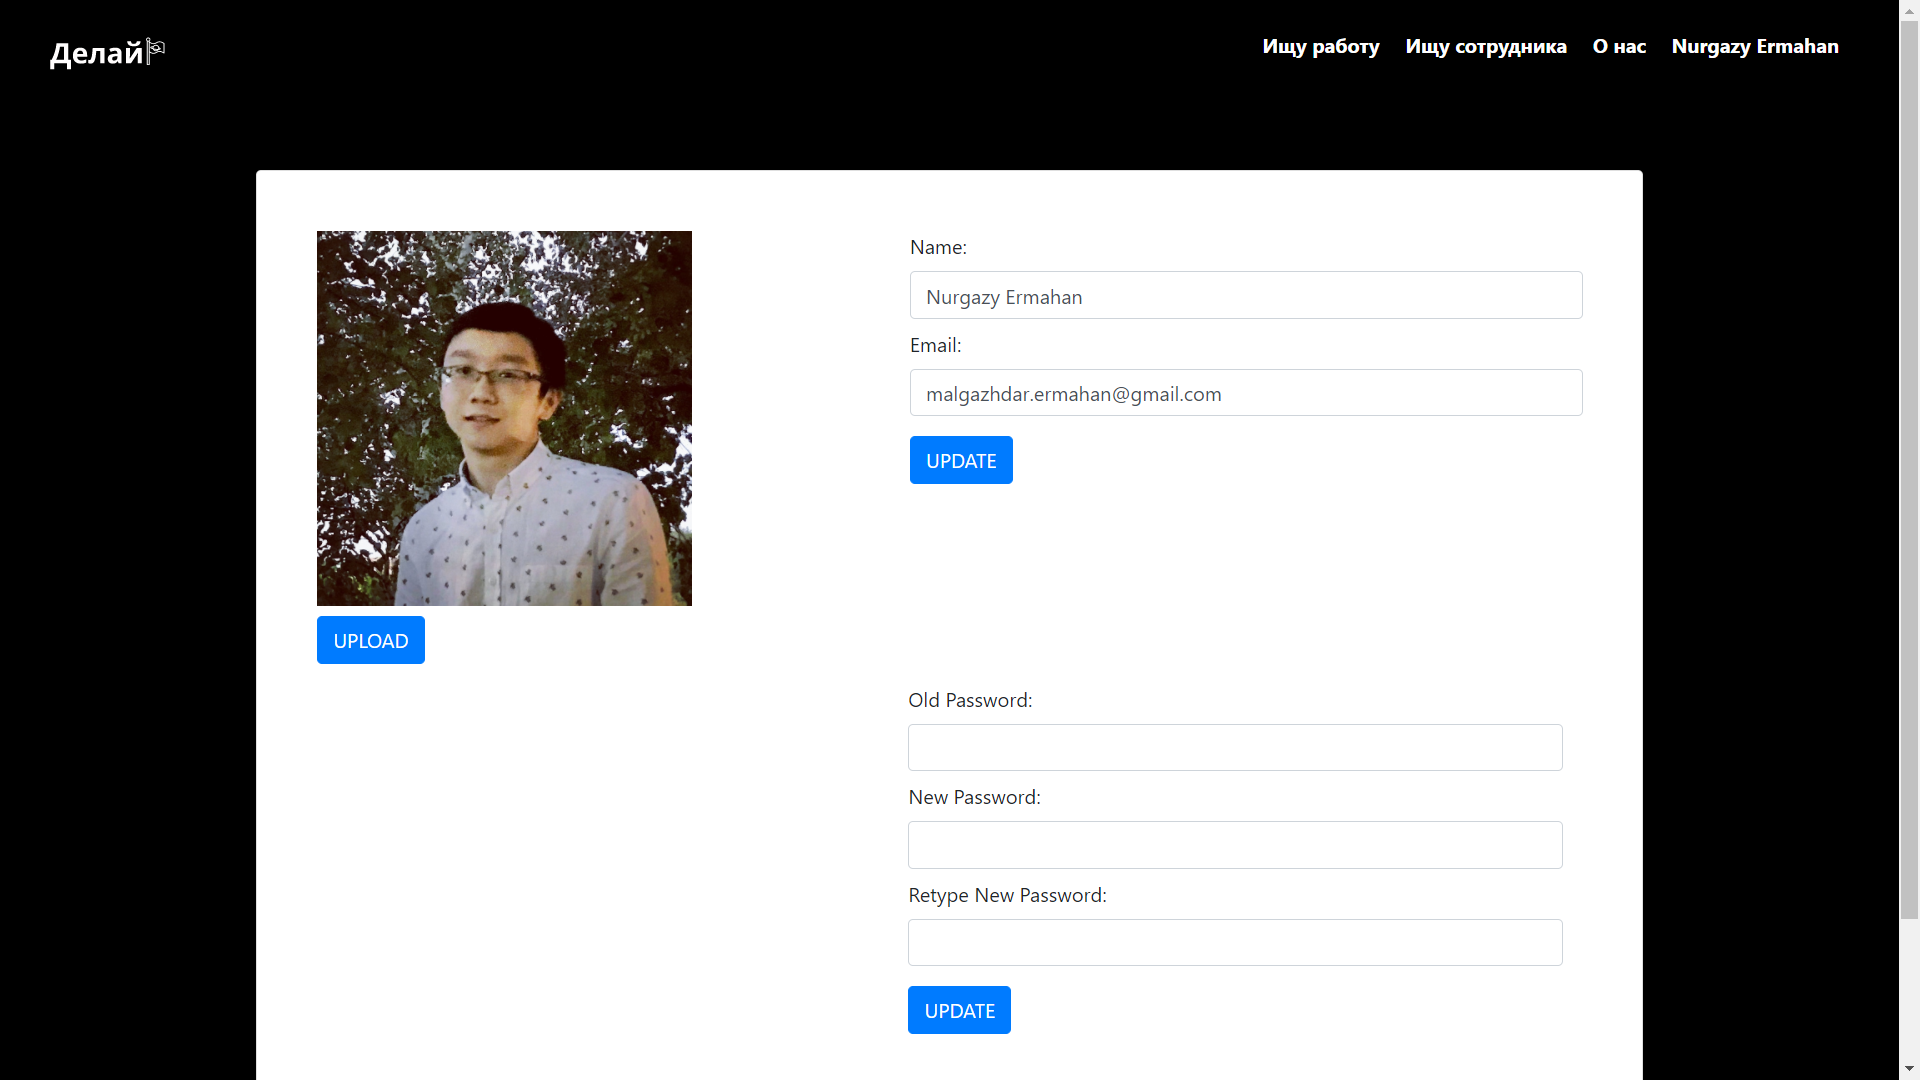 Делай
Ищу работу Ищу сотрудника О нас Nurgazy Ermahan
Name:
Nurgazy Ermahan
Email:
malgazhdar.ermahan@gmail.com
UPDATE
UPLOAD
Old Password:
New Password:
Retype New Password:
UPDATE